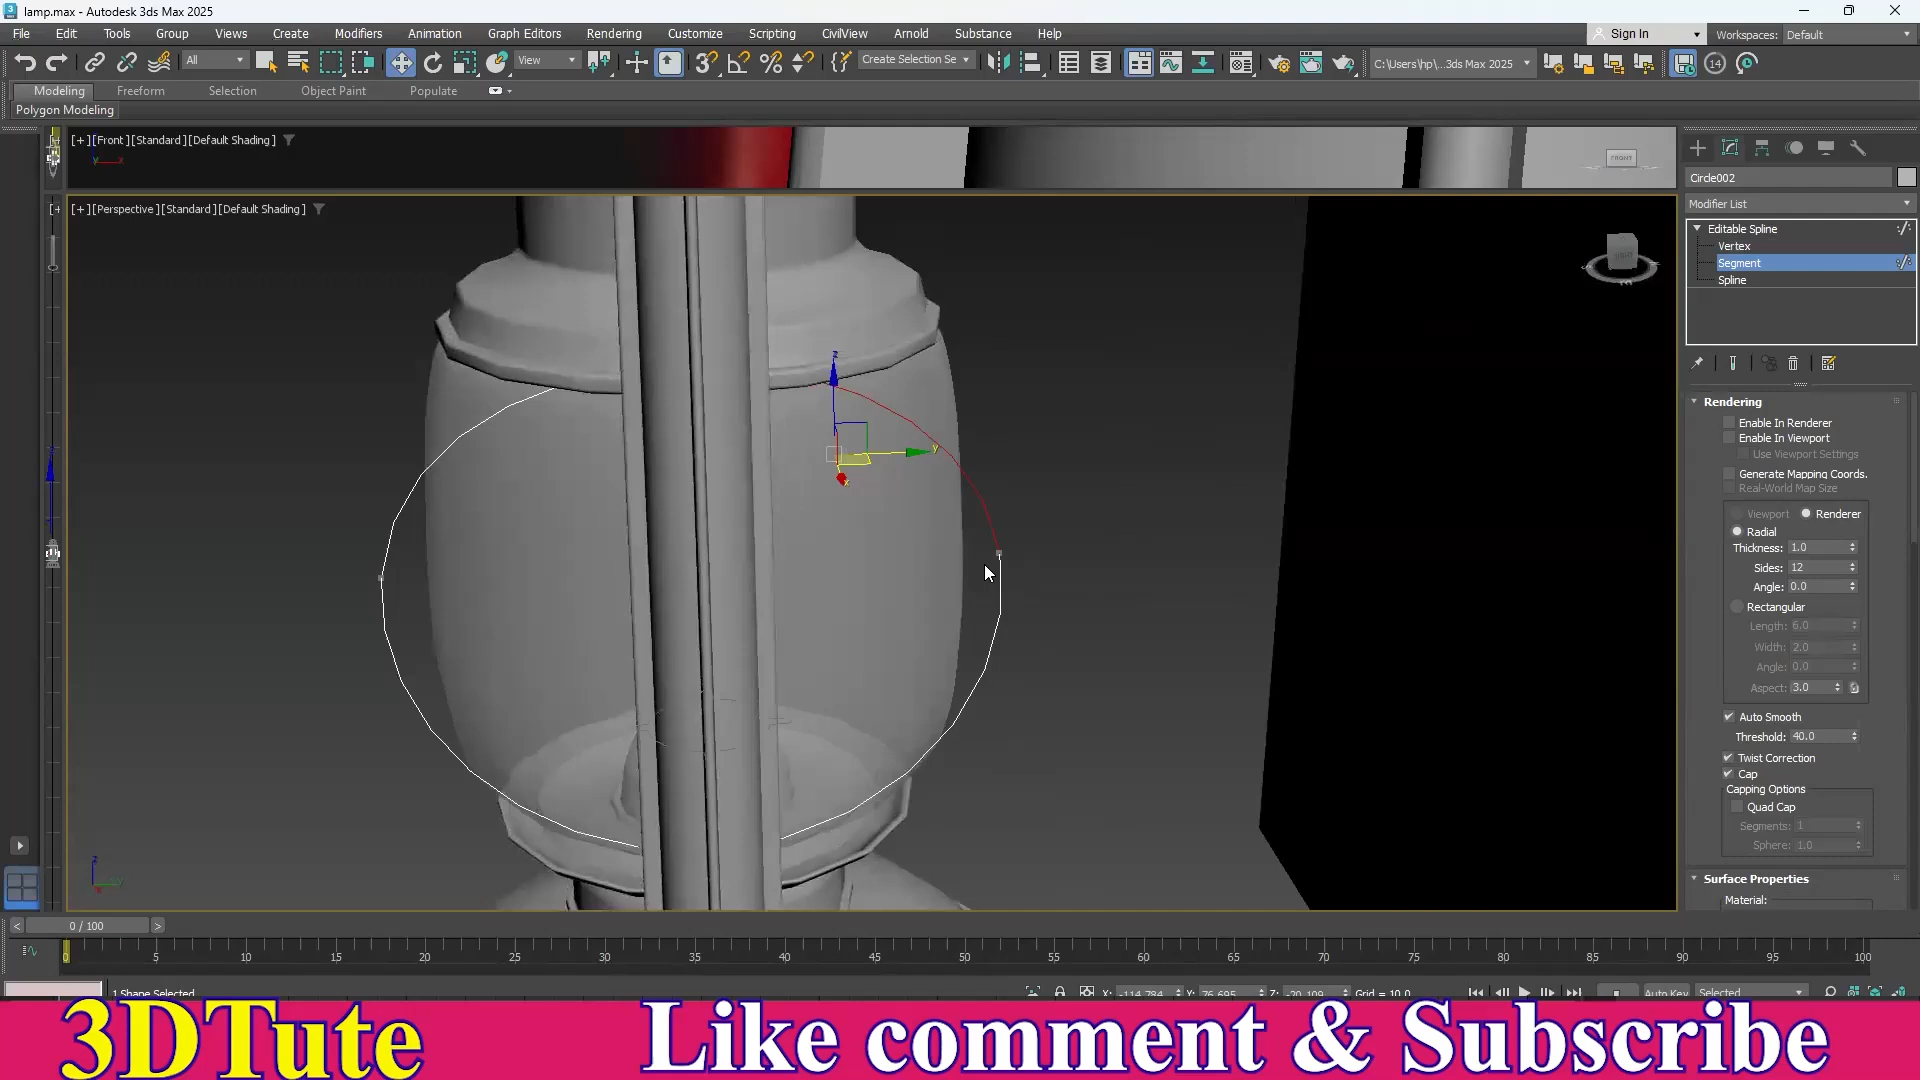 lamp.max - Autodesk 3ds Max 2025
File Edit Tools Group Views Create Modifiers Animation Graph Editors Rendering Customize Scripting CivilView Arnold Substance Help
Sign In Workspaces: Default
All View Create Selection Se C:\Users\hp\...3ds Max 2025 14
Modeling Freeform Selection Object Paint Populate
Polygon Modeling
[+][Front][Standard][Default Shading]
FRONT
[+][Perspective][Standard][Default Shading]
z
y
x
Circle002
Modifier List
Editable Spline
Vertex
Segment
Spline
Rendering
Enable In Renderer
Enable In Viewport
Use Viewport Settings
Generate Mapping Coords.
Real-World Map Size
Viewport Renderer
Radial
Thickness: 1.0
Sides: 12
Angle: 0.0
Rectangular
Length: 6.0
Width: 2.0
Angle: 0.0
Aspect: 3.0
Auto Smooth
Threshold: 40.0
Twist Correction
Cap
Capping Options
Quad Cap
Segments: 1
Sphere: 1.0
Surface Properties
Material:
< 0 / 100 >
0 5 10 15 20 25 30 35 40 45 50 55 60 65 70 75 80 85 90 95 100
1 Shape Selected X: -114.784 Y: 76.695 Z: -20.109 Grid = 10.0 Auto Key Selected
3DTute Like comment & Subscribe